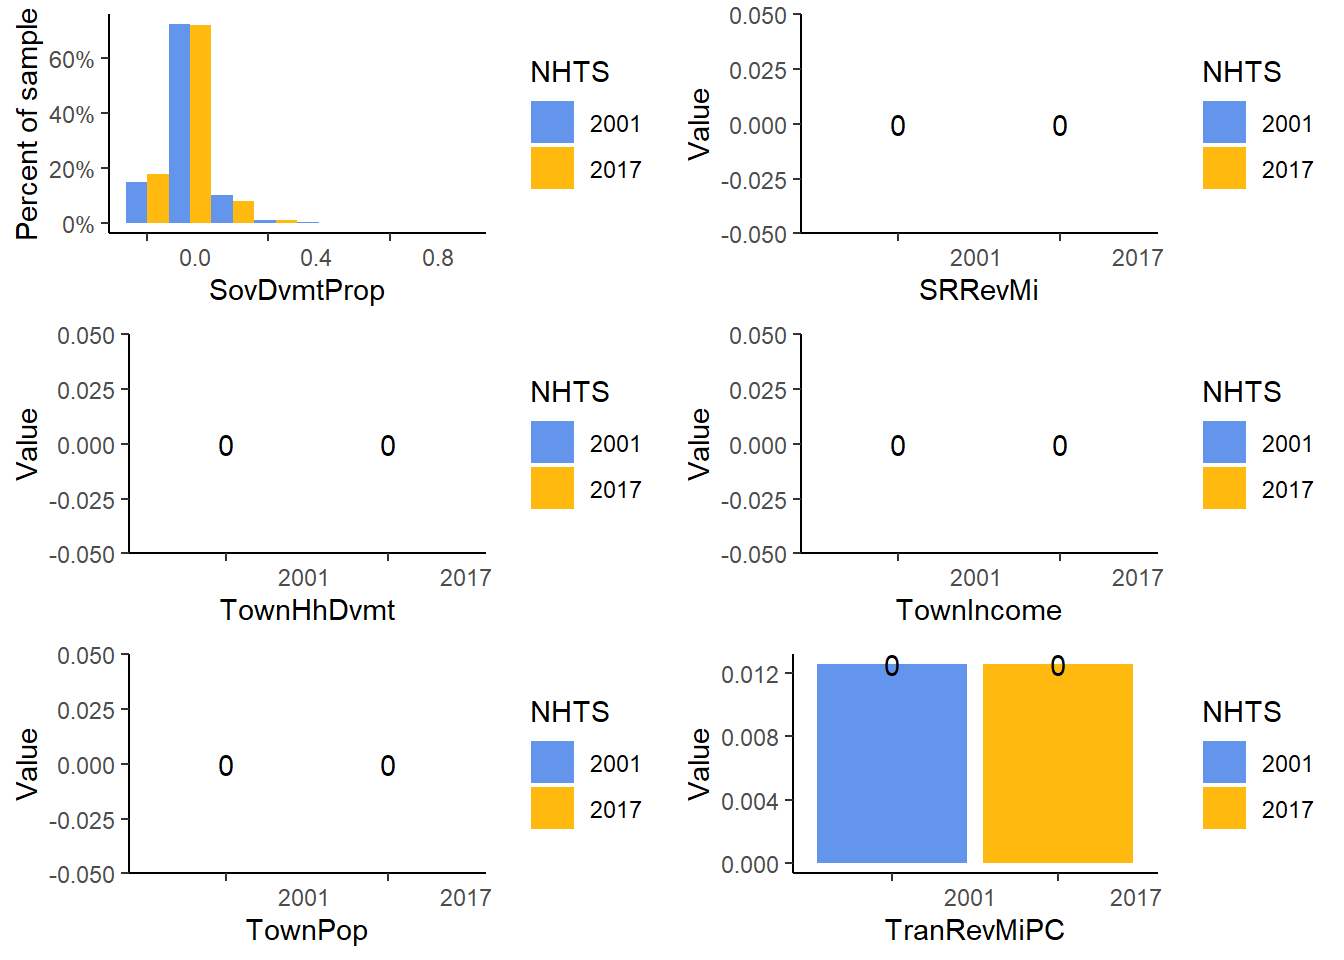 Percent of sample
60%
40%
20%
0%
0.0 0.4 0.8
SovDvmtProp
NHTS
2001
2017
Value
0.050
0.025
0.000
-0.025
-0.050
0 0
2001 2017
SRRevMi
NHTS
2001
2017
Value
0.050
0.025
0.000
-0.025
-0.050
0 0
2001 2017
TownHhDvmt
NHTS
2001
2017
Value
0.050
0.025
0.000
-0.025
-0.050
0 0
2001 2017
TownIncome
NHTS
2001
2017
Value
0.050
0.025
0.000
-0.025
-0.050
0 0
2001 2017
TownPop
NHTS
2001
2017
Value
0.012
0.008
0.004
0.000
0 0
2001 2017
TranRevMiPC
NHTS
2001
2017